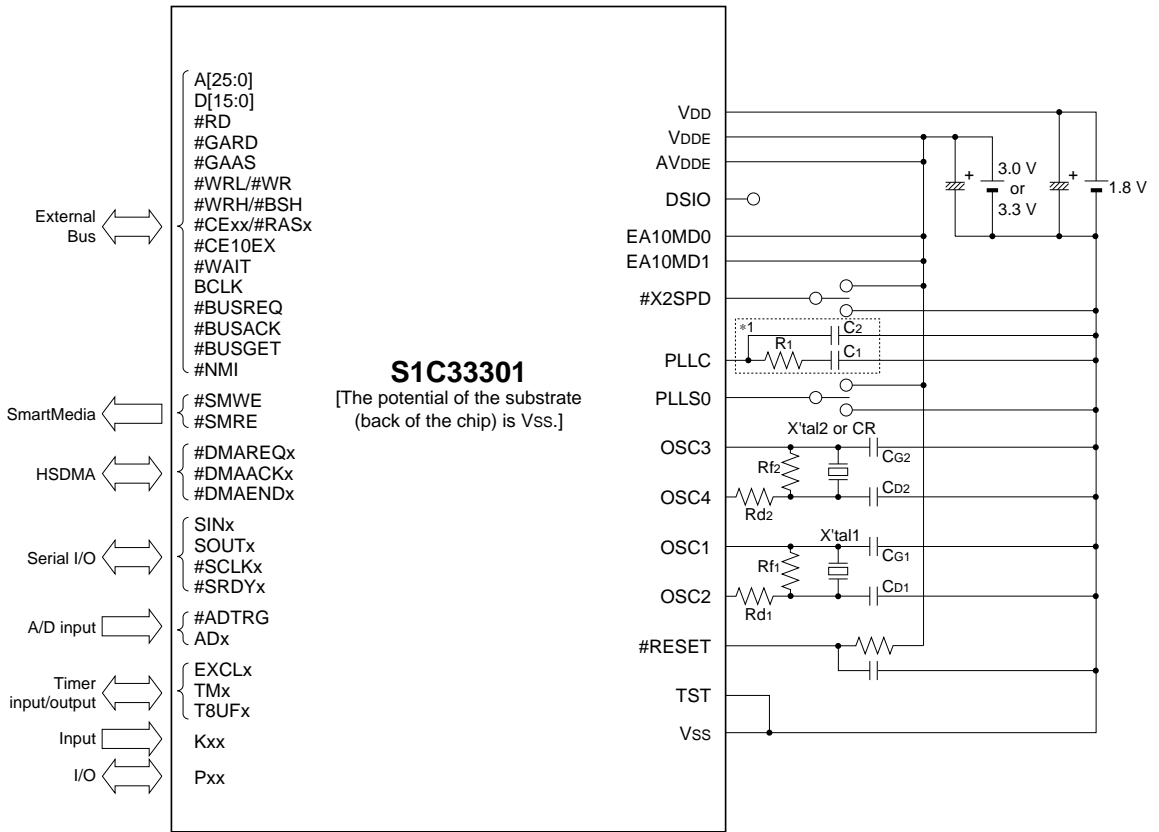 A[25:0]
D[15:0]
#RD
#GARD
#GAAS
#WRL/#WR
#WRH/#BSH
#CExx/#RASx
#CE10EX
#WAIT
BCLK
#BUSREQ
#BUSACK
#BUSGET
#NMI
External
Bus
#SMWE
#SMRE
SmartMedia
#DMAREQx
#DMAACKx
#DMAENDx
HSDMA
SINx
SOUTx
#SCLKx
#SRDYx
Serial I/O
#ADTRG
ADx
A/D input
EXCLx
TMx
T8UFx
Timer
input/output
Input
Kxx
I/O
Pxx
S1C33301
[The potential of the substrate
(back of the chip) is VSS.]
VDD
VDDE
AVDDE
DSIO
EA10MD0
EA10MD1
#X2SPD
PLLC
PLLS0
OSC3
OSC4
OSC1
OSC2
#RESET
TST
VSS
+
3.0 V
or
3.3 V
+
1.8 V
*1
C2
R1
C1
X'tal2 or CR
CG2
Rf2
CD2
Rd2
X'tal1
CG1
Rf1
CD1
Rd1